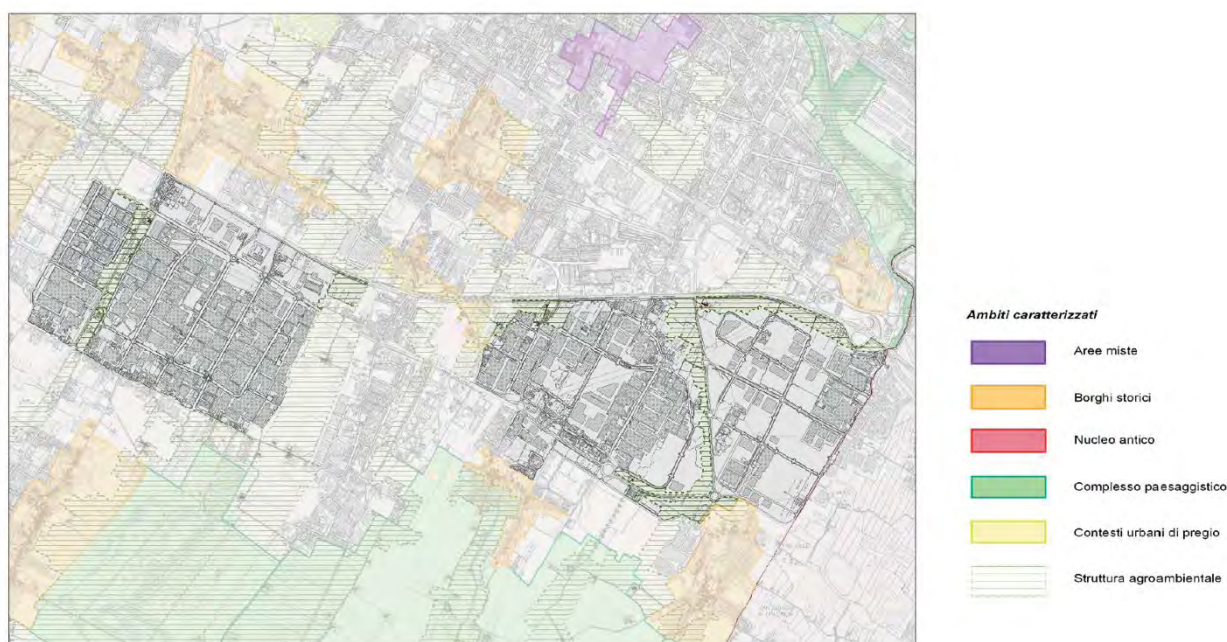 Ambiti caratterizzati
Aree miste
Borghi storici
Nucleo antico
Complesso paesaggistico
Contesti urbani di pregio
Struttura agroambientale